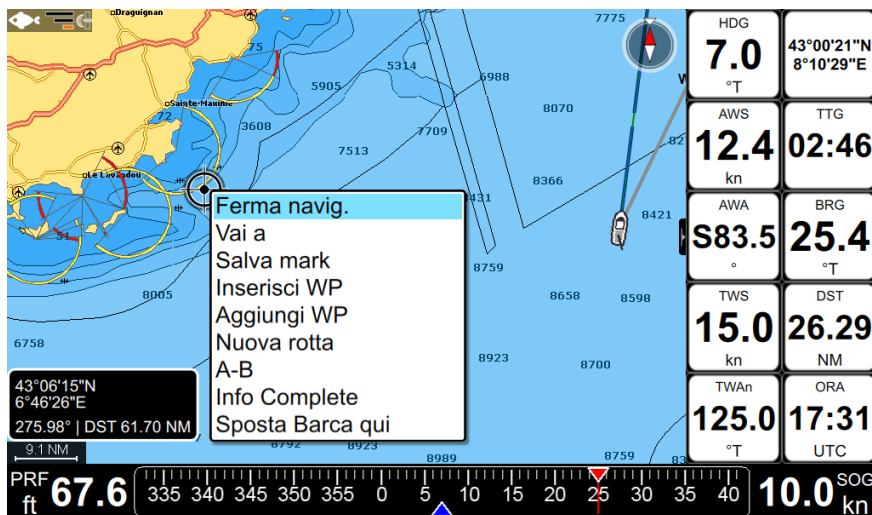 Draguignan
7775
HDG
7.0
°T
43°00'21"N
8°10'29"E
75
5314
5905
6988
Sainte-Maxime
72
8070
3608
7709
AWS
12.4
kn
TTG
02:46
7513
Le Lavandou
8366
8431
8421
AWA
S83.5
°
BRG
25.4
°T
Ferma navig.
Vai a
Salva mark
Inserisci WP
Aggiungi WP
Nuova rotta
A-B
Info Complete
Sposta Barca qui
51
8759
8005
8658
8598
TWS
15.0
kn
DST
26.29
NM
6758
8923
8700
43°06'15"N
6°46'26"E
275.98° | DST 61.70 NM
TWAn
125.0
°T
ORA
17:31
UTC
9.1 NM
8792
8923
8989
8759
PRF
ft
67.6
335 340 345 350 355 0 5 10 15 20 25 30 35 40
10.0
SOG
kn